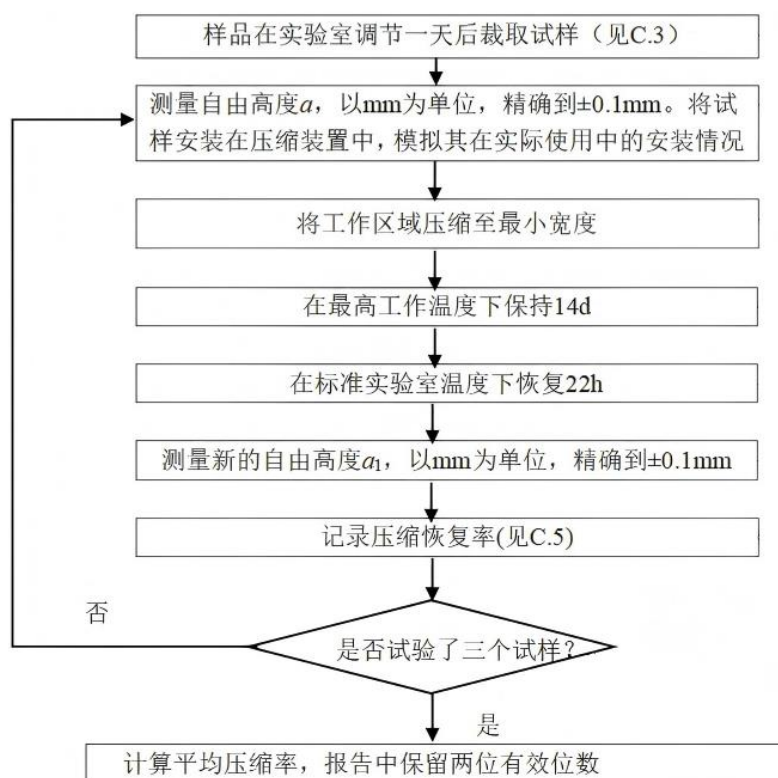 样品在实验室调节一天后裁取试样（见C.3）
测量自由高度a，以mm为单位，精确到±0.1mm。将试
样安装在压缩装置中，模拟其在实际使用中的安装情况
将工作区域压缩至最小宽度
在最高工作温度下保持14d
在标准实验室温度下恢复22h
测量新的自由高度a₁，以mm为单位，精确到±0.1mm
记录压缩恢复率(见C.5)
否
是否试验了三个试样？
是
计算平均压缩率，报告中保留两位有效位数